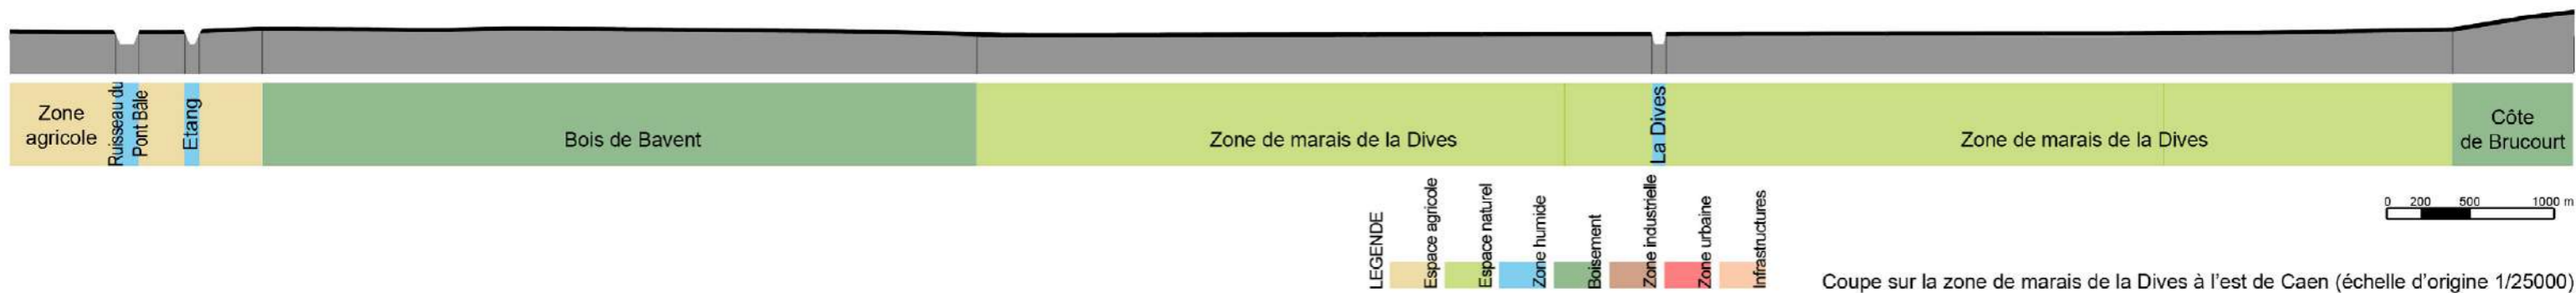 Zone
agricole
Ruisseau du
Pont Bâle
Etang
Bois de Bavent
Zone de marais de la Dives
La Dives
Zone de marais de la Dives
Côte
de Brucourt
LEGENDE
Espace agricole
Espace naturel
Zone humide
Boisement
Zone industrielle
Zone urbaine
Infrastructures
0 200 500 1000 m
Coupe sur la zone de marais de la Dives à l'est de Caen (échelle d'origine 1/25000)